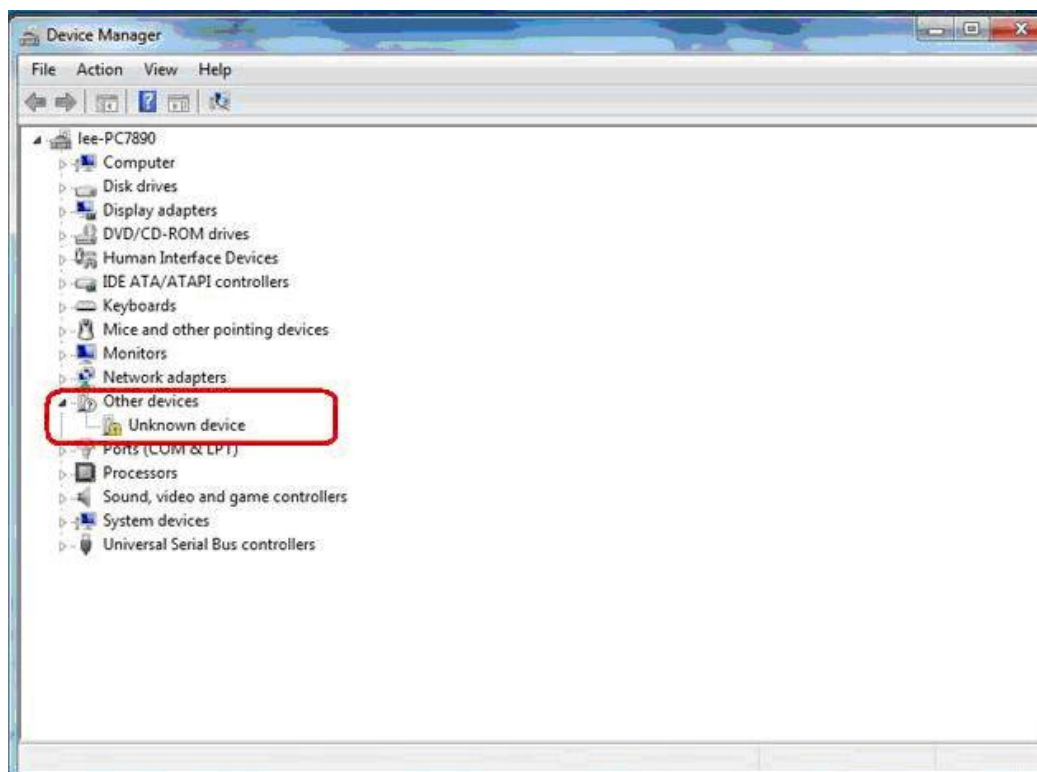 Device Manager
File Action View Help
lee-PC7890
Computer
Disk drives
Display adapters
DVD/CD-ROM drives
Human Interface Devices
IDE ATA/ATAPI controllers
Keyboards
Mice and other pointing devices
Monitors
Network adapters
Other devices
Unknown device
Ports (COM & LPT)
Processors
Sound, video and game controllers
System devices
Universal Serial Bus controllers